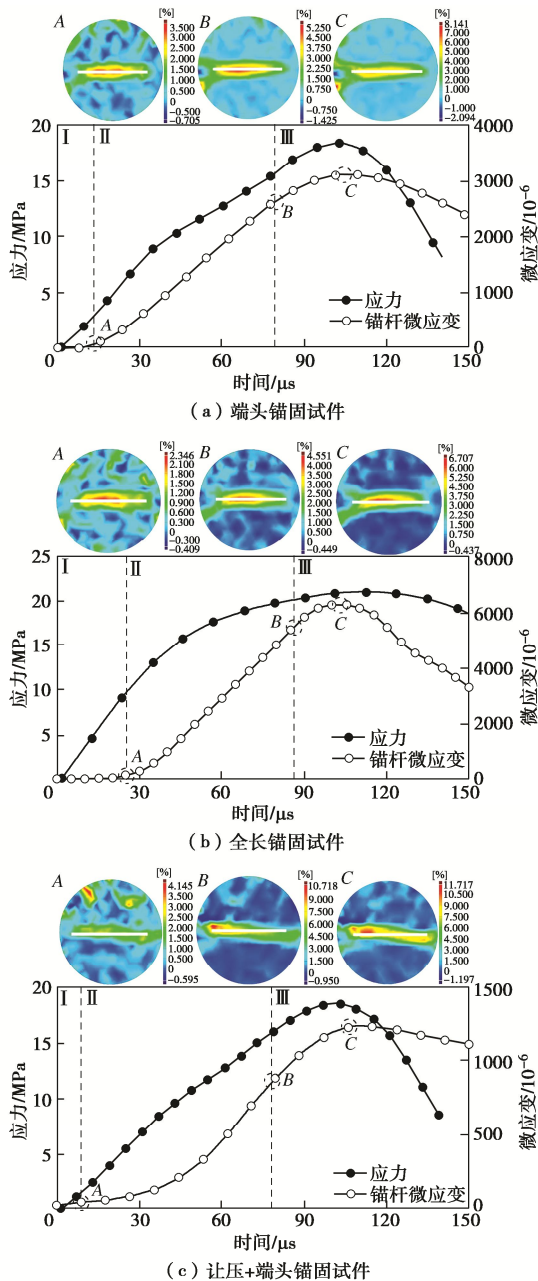 A [%] 3.500 3.000 2.500 2.000 1.500 1.000 0.500 0 -0.500 -0.705
B [%] 5.250 4.500 3.750 3.000 2.250 1.500 0.750 0 -0.750 -1.425
C [%] 8.141 8.000 7.000 6.000 5.000 4.000 3.000 2.000 1.000 0 -1.000 -2.094
20 Ⅰ Ⅱ Ⅲ 4000
15 3000
10 2000
5 1000
0
应力/MPa
微应变/10⁻⁶
A
B
C
应力
锚杆微应变
0 30 60 90 120 150
时间/μs
(a) 端头锚固试件
A [%] 2.346 2.100 1.800 1.500 1.200 0.900 0.600 0.300 0 -0.300 -0.409
B [%] 4.551 4.500 4.000 3.500 3.000 2.500 2.000 1.500 1.000 0.500 0 -0.449
C [%] 6.707 6.000 5.250 4.500 3.750 3.000 2.250 1.500 0.750 0 -0.437
25 Ⅰ Ⅱ Ⅲ 8000
20 6000
15
10 4000
5 2000
0
应力/MPa
微应变/10⁻⁶
A
B
C
应力
锚杆微应变
0 30 60 90 120 150
时间/μs
(b) 全长锚固试件
A [%] 4.145 3.500 3.000 2.500 2.000 1.500 1.000 0.500 0 -0.595
B [%] 10.718 9.000 7.500 6.000 4.500 3.000 1.500 0 -0.950
C [%] 11.717 10.500 9.000 7.500 6.000 4.500 3.000 1.500 0 -1.197
20 Ⅰ Ⅱ Ⅲ 1500
15 1000
10
5 500
0
应力/MPa
微应变/10⁻⁶
A
B
C
应力
锚杆微应变
0 30 60 90 120 150
时间/μs
(c) 让压+端头锚固试件